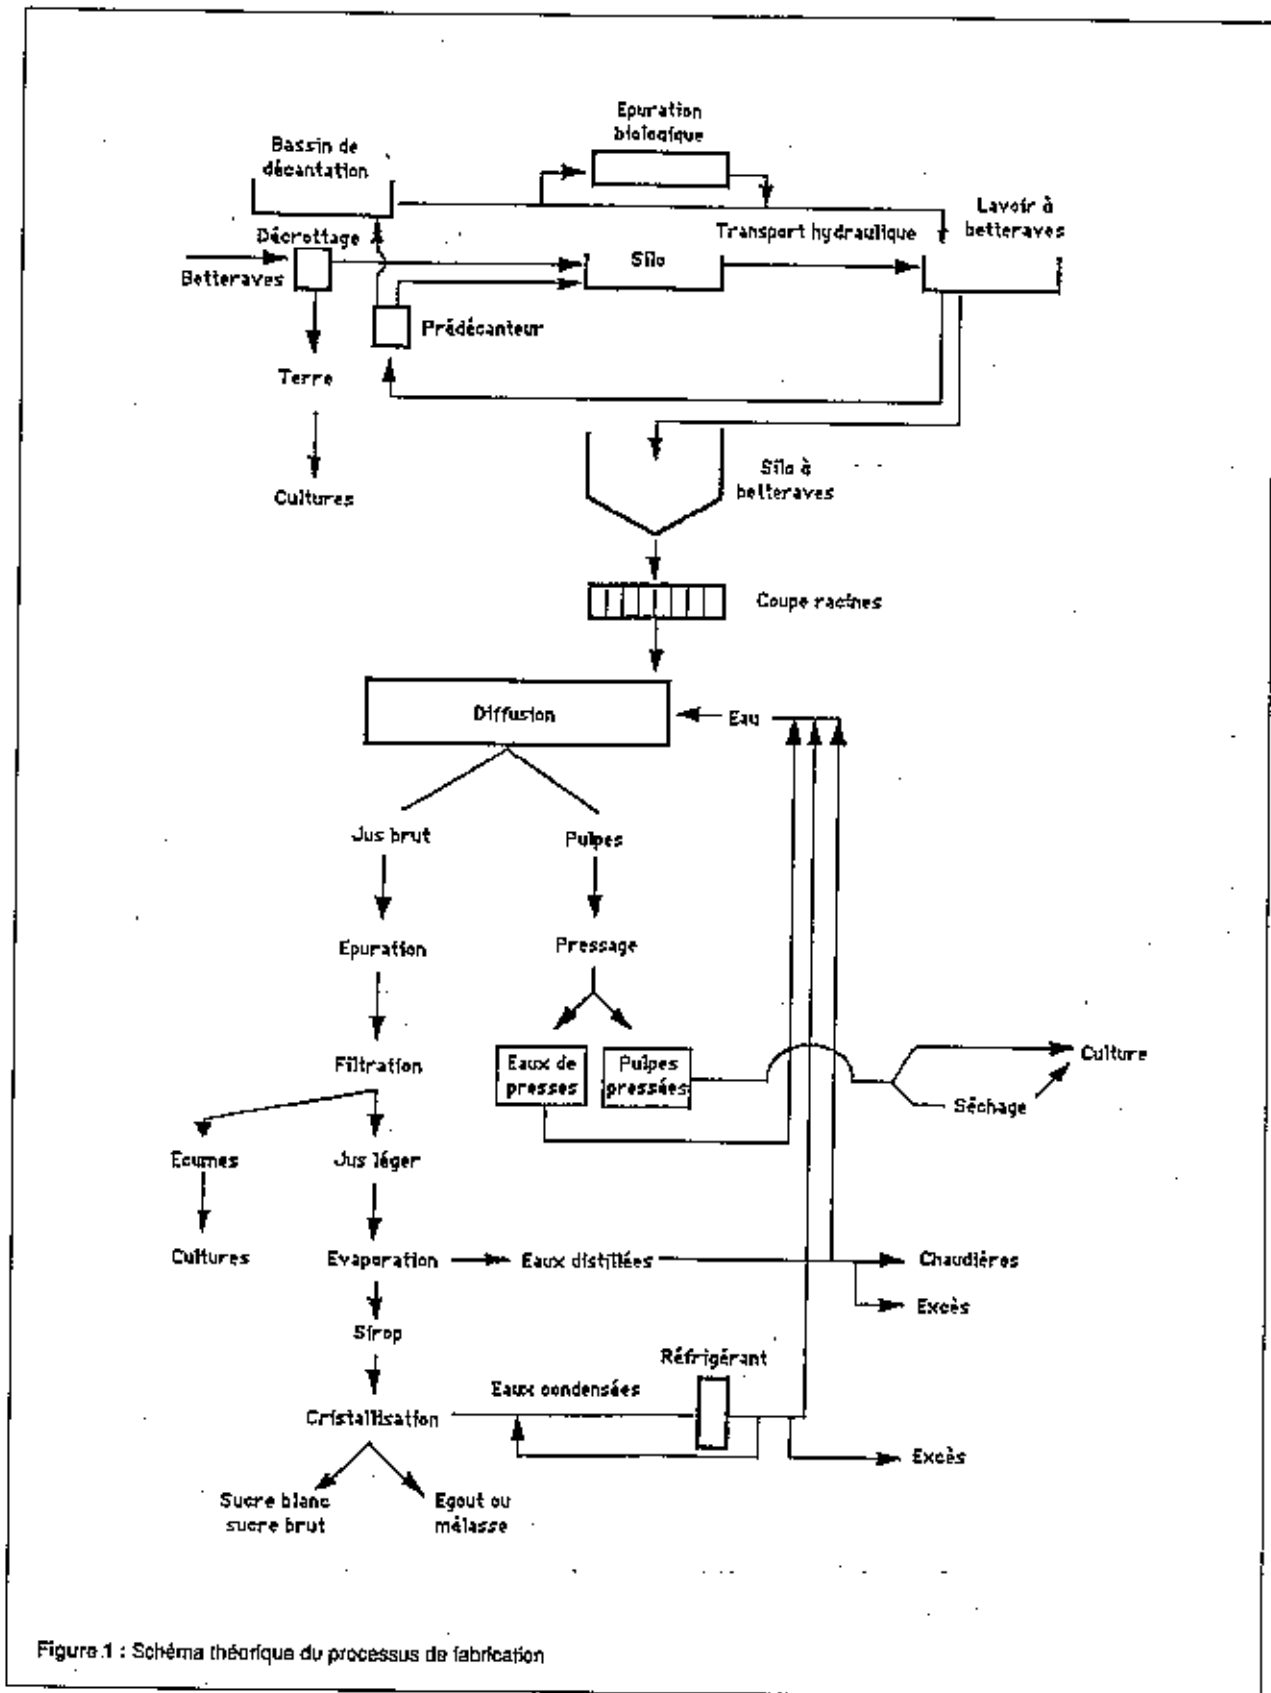 Epuration
biologique
Bassin de
décantation
Lavoir à
betteraves
Transport hydraulique
Décrottage
Silo
Betteraves
Prédécanteur
Terre
Silo à
betteraves
Cultures
Coupe racines
Diffusion
Eau
Jus brut
Pulpes
Epuration
Pressage
Filtration
Eaux de
presses
Pulpes
pressées
Culture
Séchage
Ecumes
Jus léger
Cultures
Evaporation
Eaux distillées
Chaudières
Excès
Sirop
Réfrigérant
Eaux condensées
Cristallisation
Excès
Sucre blanc
sucre brut
Egout ou
mélasse
Figure 1 : Schéma théorique du processus de fabrication